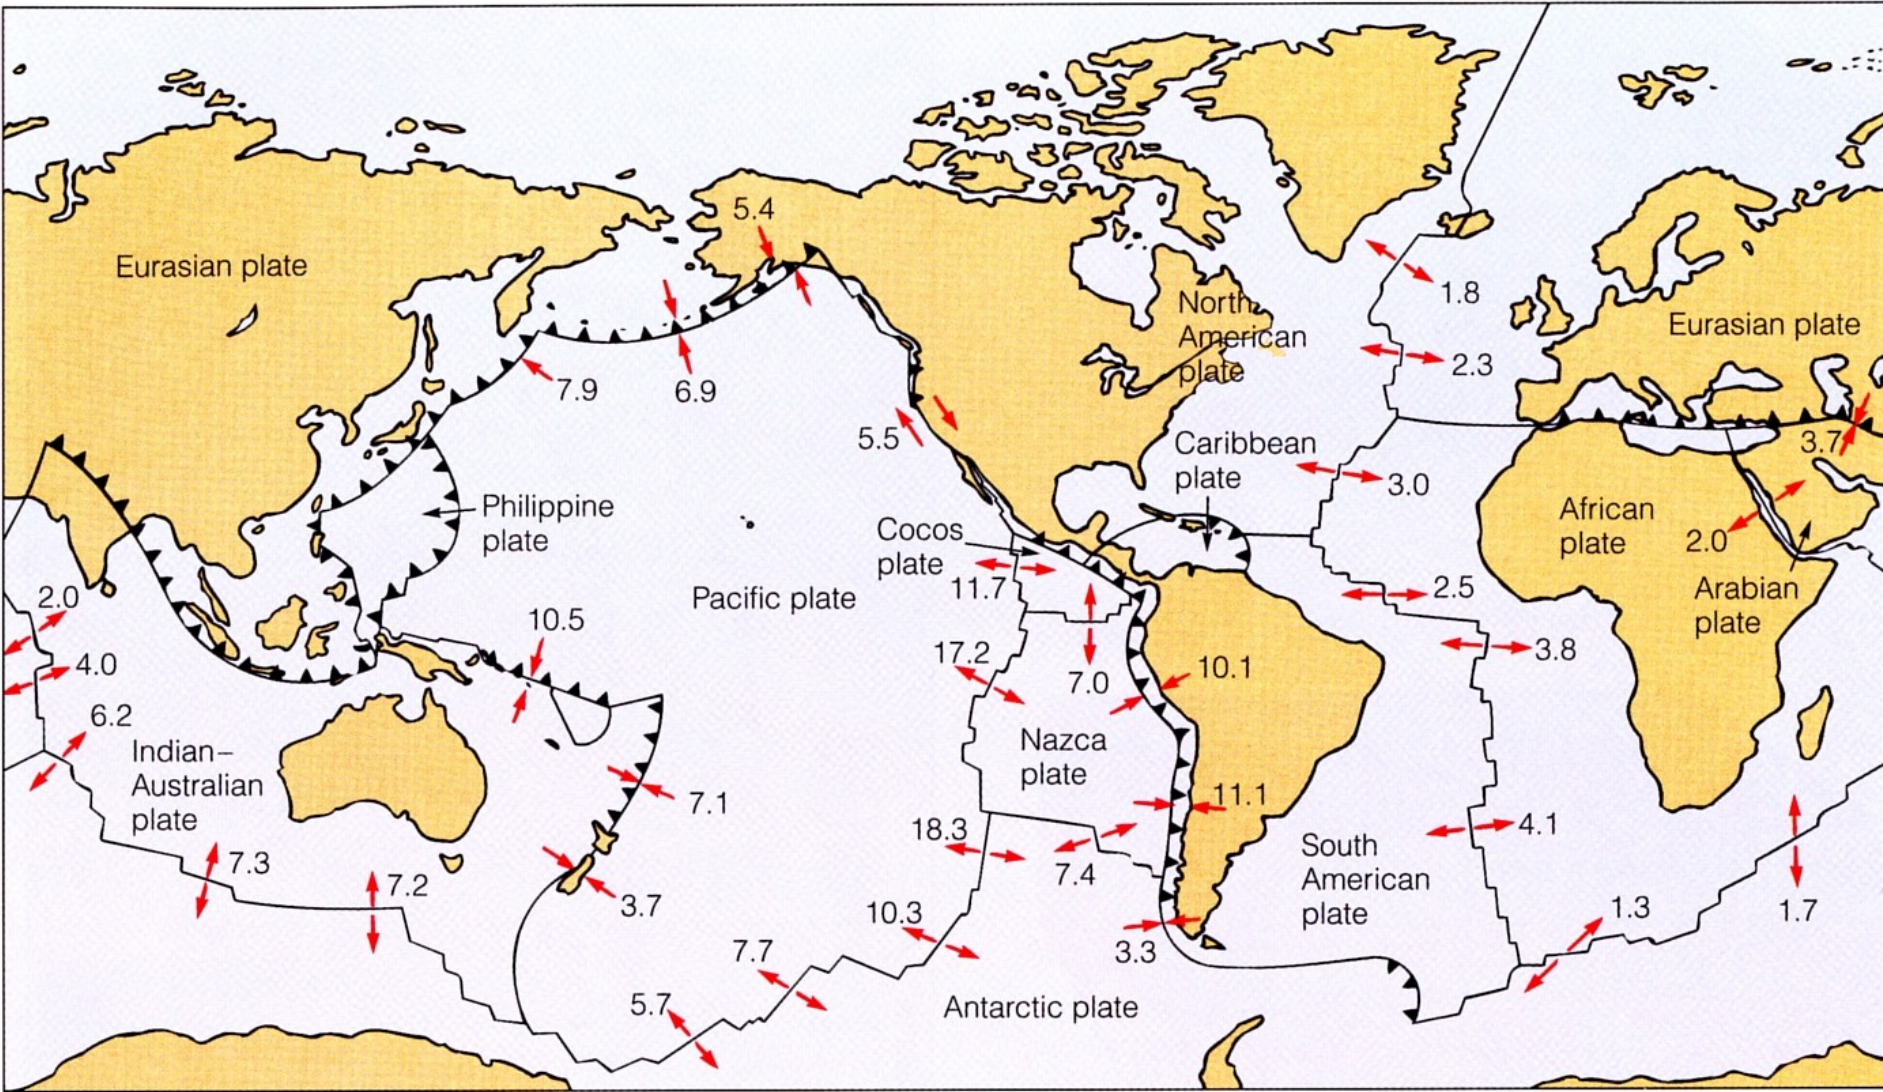 5.4
Eurasian plate
1.8
North
American
plate
Eurasian plate
2.3
7.9
6.9
5.5
Caribbean
plate
3.7
3.0
Philippine
plate
African
plate
Cocos
plate
2.0
11.7
2.5
Arabian
plate
2.0
Pacific plate
10.5
3.8
4.0
17.2
7.0
10.1
6.2
Indian–
Australian
plate
Nazca
plate
7.1
11.1
18.3
4.1
7.3
7.2
7.4
South
American
plate
3.7
10.3
1.3
1.7
7.7
3.3
5.7
Antarctic plate